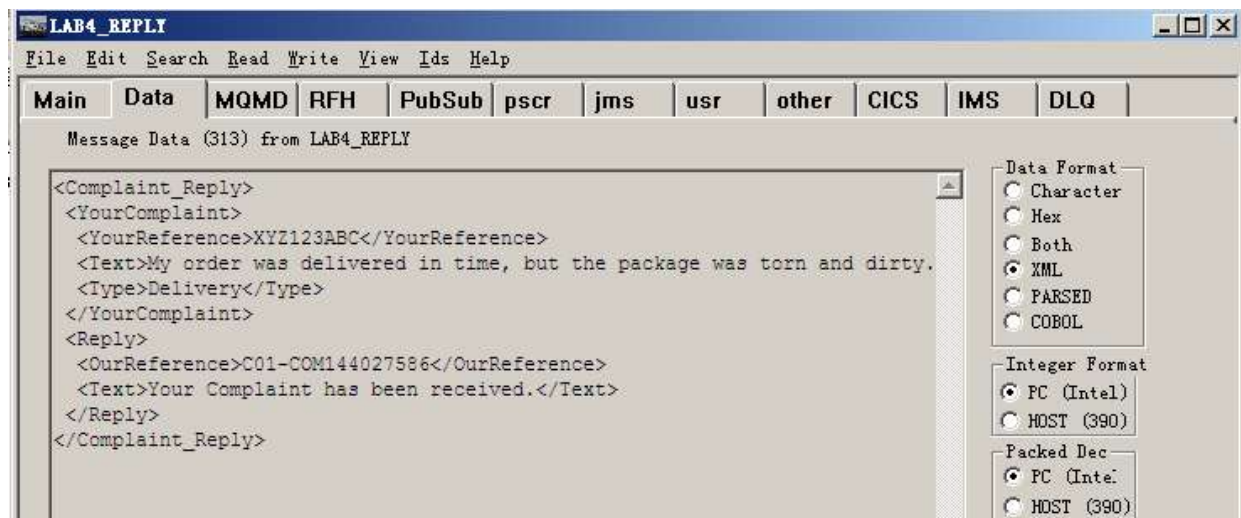 LAB4_REPLY
File Edit Search Read Write View Ids Help
Main Data MQMD RFH PubSub pscr jms usr other CICS IMS DLQ
Message Data (313) from LAB4_REPLY
<Complaint_Reply>
<YourComplaint>
<YourReference>XYZ123ABC</YourReference>
<Text>My order was delivered in time, but the package was torn and dirty.
<Type>Delivery</Type>
</YourComplaint>
<Reply>
<OurReference>C01-COM144027586</OurReference>
<Text>Your Complaint has been received.</Text>
</Reply>
</Complaint_Reply>
Data Format
Character
Hex
Both
XML
PARSED
COBOL
Integer Format
PC (Intel)
HOST (390)
Packed Dec
PC (Inte
HOST (390)